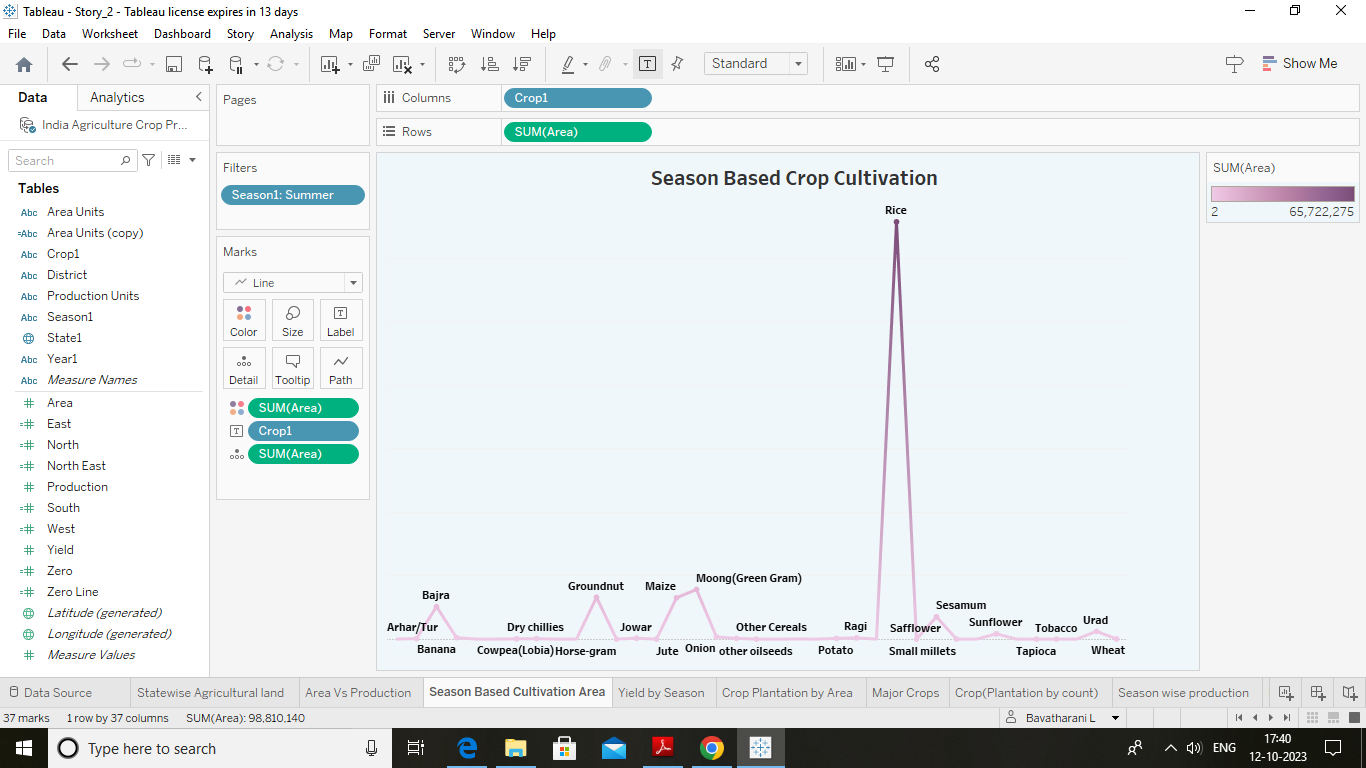 Tableau - Story_2 - Tableau license expires in 13 days
File Data Worksheet Dashboard Story Analysis Map Format Server Window Help
Standard
Show Me
Data Analytics
India Agriculture Crop Pr...
Search
Tables
Abc Area Units
=Abc Area Units (copy)
Abc Crop1
Abc District
Abc Production Units
Abc Season1
State1
Abc Year1
Abc Measure Names
# Area
=# East
=# North
=# North East
# Production
=# South
=# West
# Yield
=# Zero
=# Zero Line
Latitude (generated)
Longitude (generated)
# Measure Values
Pages
Filters
Season1: Summer
Marks
Line
Color Size Label
Detail Tooltip Path
SUM(Area)
T Crop1
SUM(Area)
Columns Crop1
Rows SUM(Area)
Season Based Crop Cultivation
Rice
Moong(Green Gram)
Groundnut Maize
Bajra
Sesamum
Arhar/Tur Dry chillies Jowar Other Cereals Ragi Safflower Sunflower Tobacco Urad
Banana Cowpea(Lobia) Horse-gram Jute Onion other oilseeds Potato Small millets Tapioca Wheat
SUM(Area)
2 65,722,275
Data Source Statewise Agricultural land Area Vs Production Season Based Cultivation Area Yield by Season Crop Plantation by Area Major Crops Crop(Plantation by count) Season wise production
37 marks 1 row by 37 columns SUM(Area): 98,810,140
Bavatharani L
Type here to search
ENG
17:40
12-10-2023